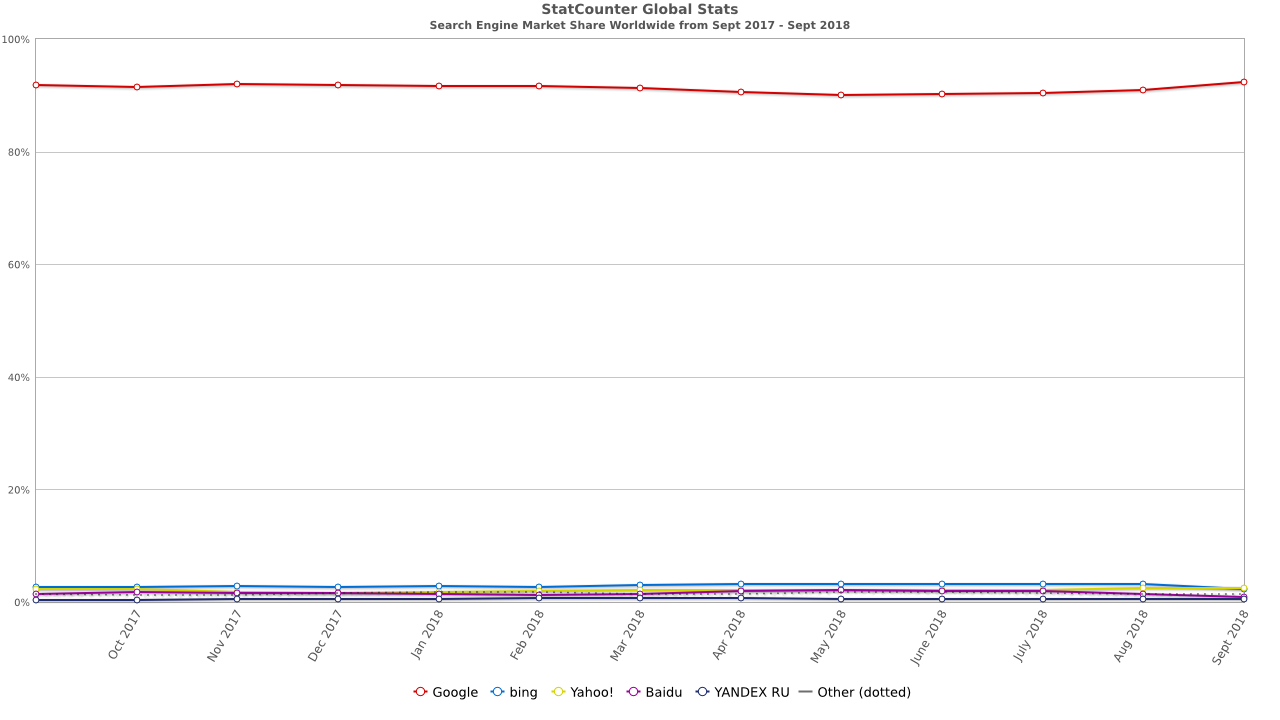 StatCounter Global Stats
Search Engine Market Share Worldwide from Sept 2017 - Sept 2018
100%
80%
60%
40%
20%
0%
Oct 2017 Nov 2017 Dec 2017 Jan 2018 Feb 2018 Mar 2018 Apr 2018 May 2018 June 2018 July 2018 Aug 2018 Sept 2018
Google bing Yahoo! Baidu YANDEX RU Other (dotted)